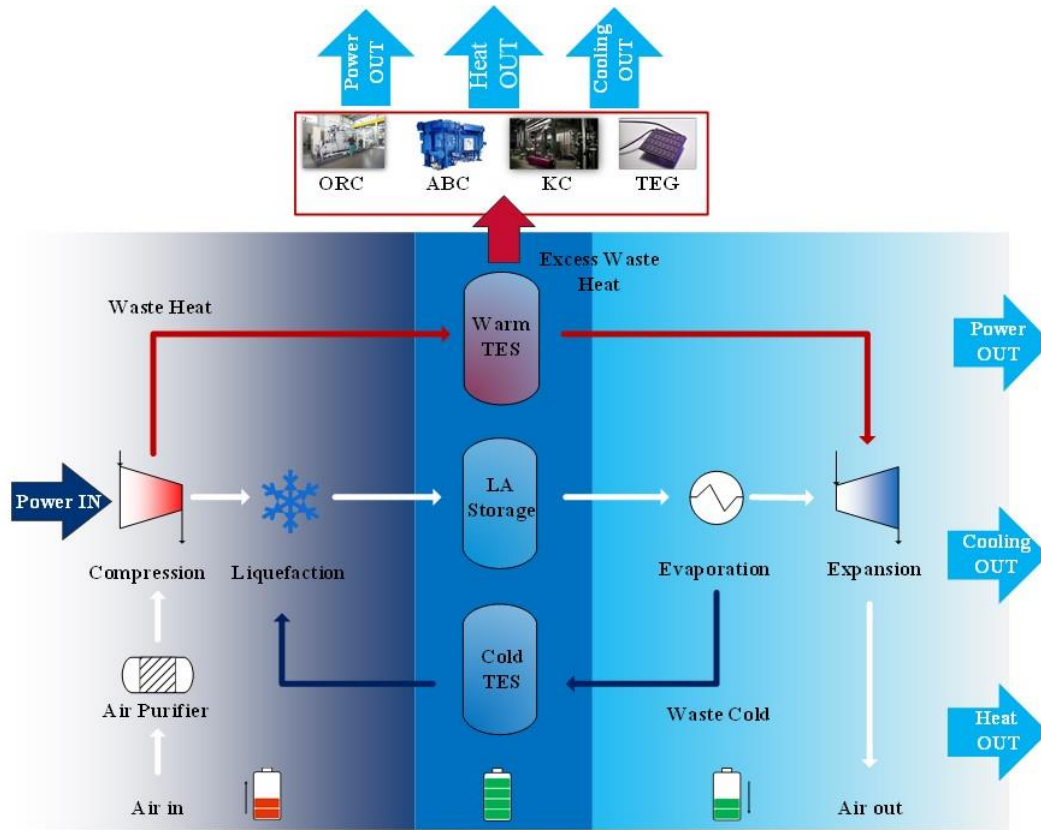 Power
OUT
Heat
OUT
Cooling
OUT
ORC
ABC
KC
TEG
Excess Waste
Heat
Waste Heat
Warm
TES
Power
OUT
Power IN
LA
Storage
Compression
Liquefaction
Evaporation
Expansion
Cooling
OUT
Cold
TES
Air Purifier
Waste Cold
Heat
OUT
Air in
Air out